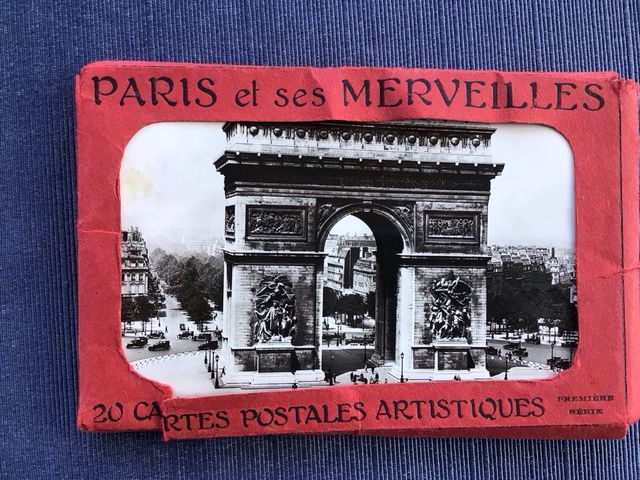 PARIS et ses MERVEILLES
20 CARTES POSTALES ARTISTIQUES
PREMIÈRE
SÉRIE